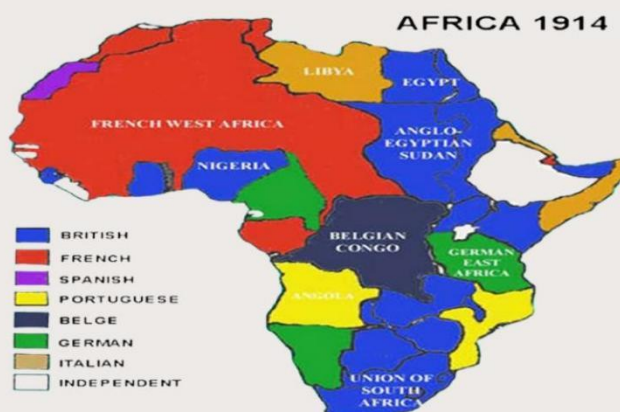 AFRICA 1914
LIBYA
EGYPT
FRENCH WEST AFRICA
ANGLO-
EGYPTIAN
SUDAN
NIGERIA
BELGIAN
CONGO
GERMAN
EAST
AFRICA
ANGOLA
UNION OF
SOUTH
AFRICA
BRITISH
FRENCH
SPANISH
PORTUGUESE
BELGE
GERMAN
ITALIAN
INDEPENDENT